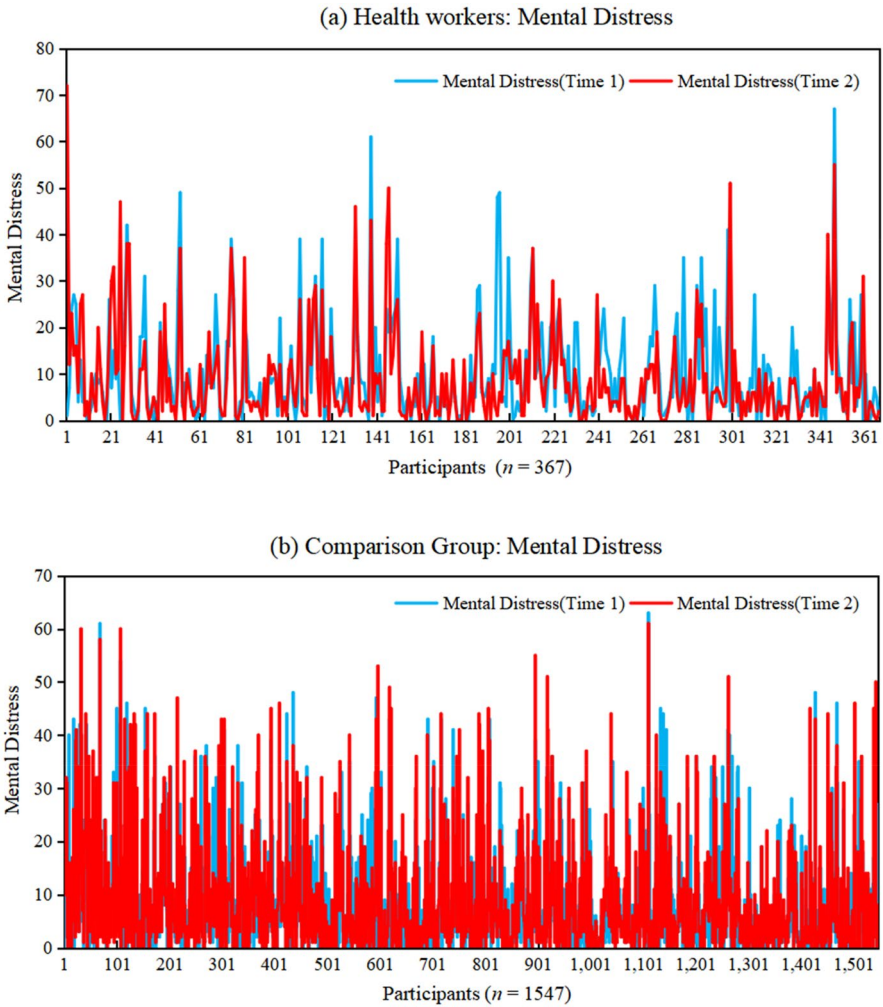 (a) Health workers: Mental Distress
80
70
60
50
40
30
20
10
0
Mental Distress
Mental Distress(Time 1) Mental Distress(Time 2)
1 21 41 61 81 101 121 141 161 181 201 221 241 261 281 301 321 341 361
Participants (n = 367)
(b) Comparison Group: Mental Distress
70
60
50
40
30
20
10
0
Mental Distress
Mental Distress(Time 1) Mental Distress(Time 2)
1 101 201 301 401 501 601 701 801 901 1,001 1,101 1,201 1,301 1,401 1,501
Participants (n = 1547)